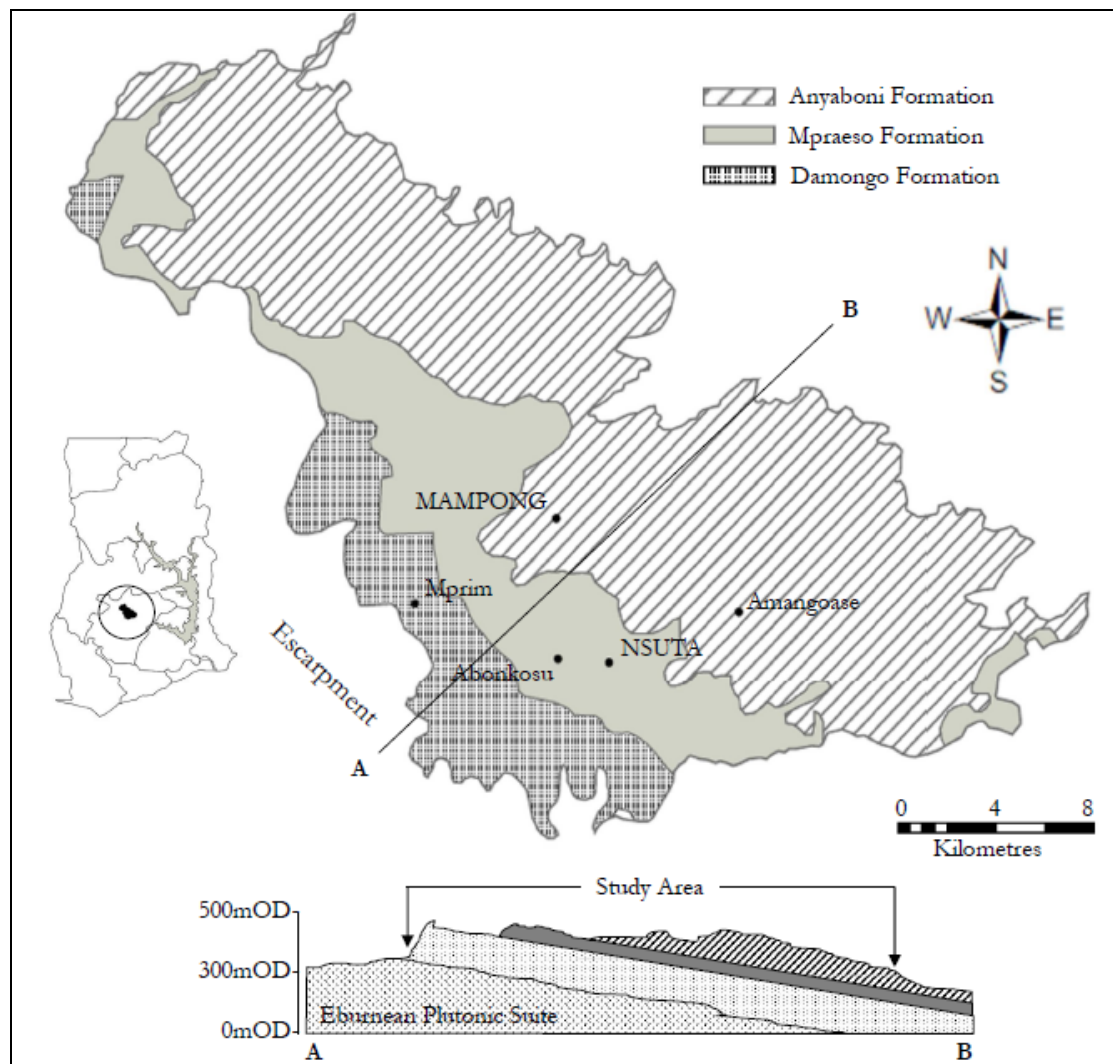 Anyaboni Formation
Mpraeso Formation
Damongo Formation
N
W E
S
B
MAMPONG
Mprim
Amangoase
NSUTA
Abonkosu
Escarpment
A
0 4 8
Kilometres
Study Area
500mOD
300mOD
0mOD
Eburnean Plutonic Suite
A B